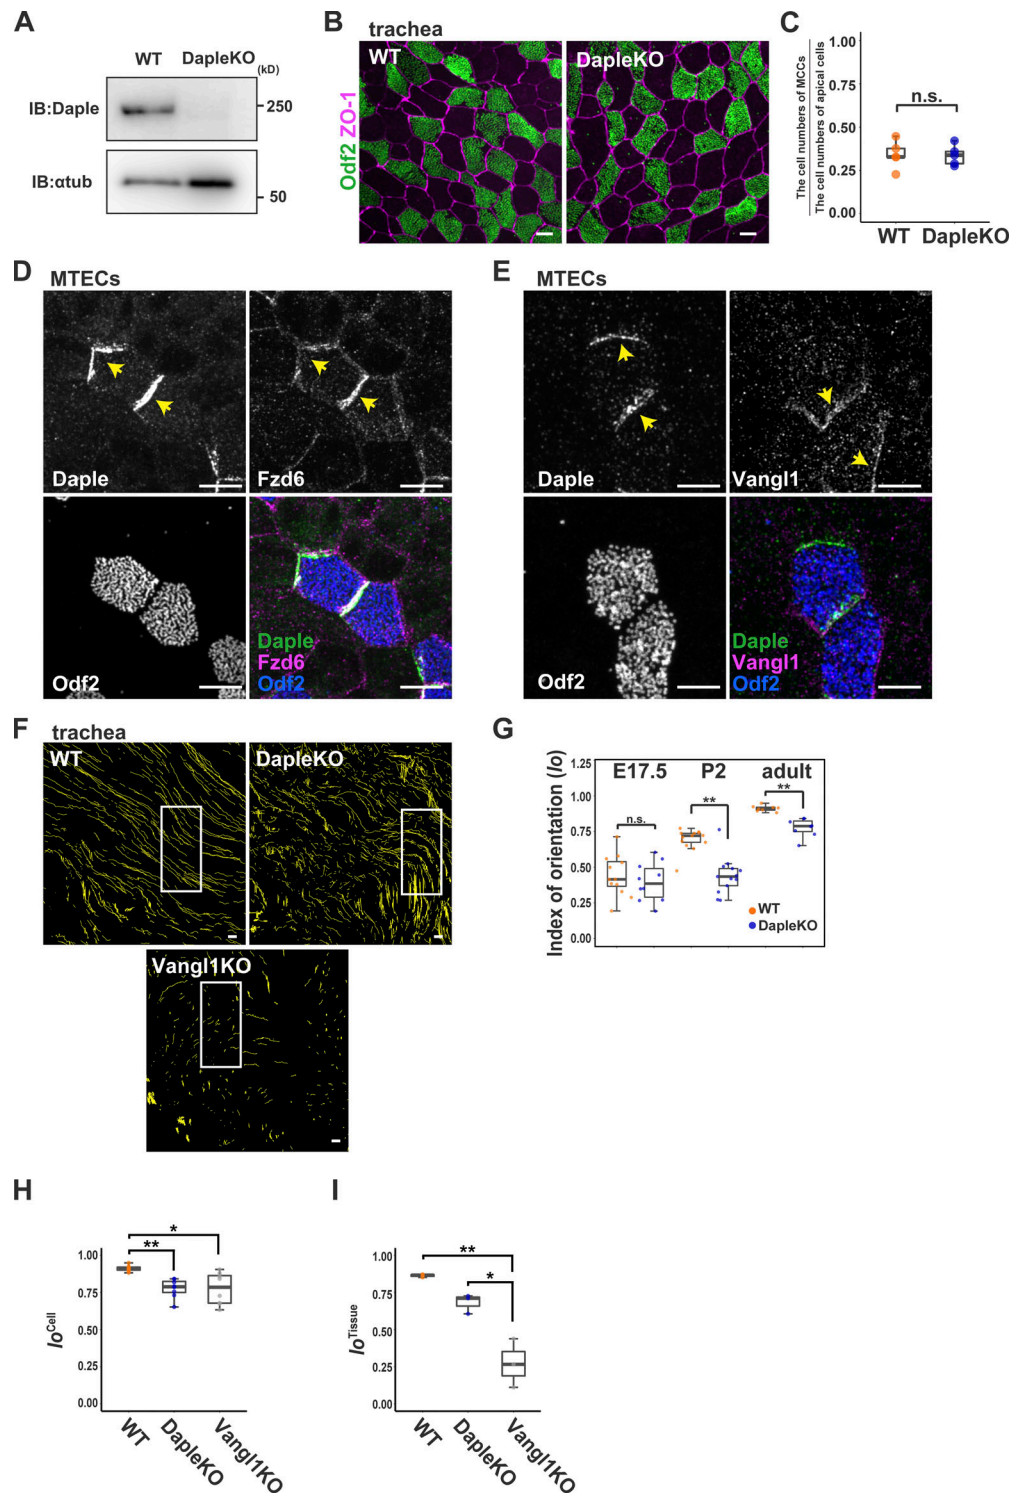 A
WT DapleKO
(kD)
IB:Daple
250
IB:αtub
50
B
trachea
WT
DapleKO
Odf2 ZO-1
C
The cell numbers of MCCs
The cell numbers of apical cells
1.00
0.75
0.50
0.25
0.00
n.s.
WT DapleKO
D
MTECs
Daple
Fzd6
Odf2
Daple
Fzd6
Odf2
E
MTECs
Daple
Vangl1
Odf2
Daple
Vangl1
Odf2
F
trachea
WT
DapleKO
Vangl1KO
G
Index of orientation (Io)
1.25
1.00
0.75
0.50
0.25
0.00
E17.5 P2 adult
n.s.
**
**
WT
DapleKO
H
Io Cell
1.00
0.75
0.50
0.25
0.00
*
**
WT
DapleKO
Vangl1KO
I
Io Tissue
1.00
0.75
0.50
0.25
0.00
**
*
WT
DapleKO
Vangl1KO